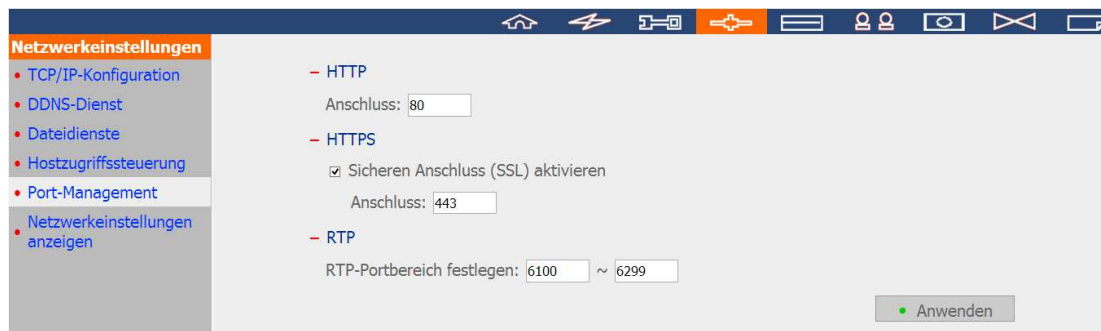 Netzwerkeinstellungen
TCP/IP-Konfiguration
DDNS-Dienst
Dateidienste
Hostzugriffssteuerung
Port-Management
Netzwerkeinstellungen
anzeigen
– HTTP
Anschluss: 80
– HTTPS
Sicheren Anschluss (SSL) aktivieren
Anschluss: 443
– RTP
RTP-Portbereich festlegen: 6100 ~ 6299
Anwenden